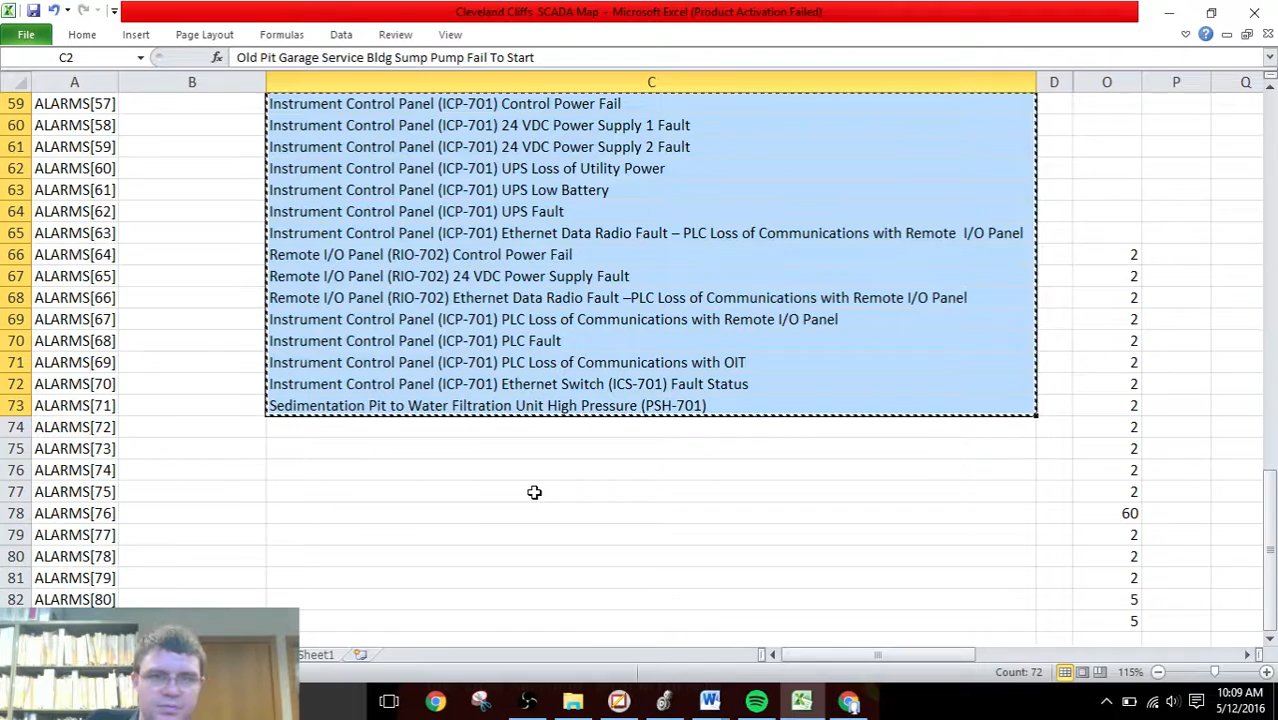 Cleveland Cliffs SCADA Map - Microsoft Excel (Product Activation Failed)
File Home Insert Page Layout Formulas Data Review View
C2 fx Old Pit Garage Service Bldg Sump Pump Fail To Start
A B C D O P Q
59 ALARMS[57] Instrument Control Panel (ICP-701) Control Power Fail
60 ALARMS[58] Instrument Control Panel (ICP-701) 24 VDC Power Supply 1 Fault
61 ALARMS[59] Instrument Control Panel (ICP-701) 24 VDC Power Supply 2 Fault
62 ALARMS[60] Instrument Control Panel (ICP-701) UPS Loss of Utility Power
63 ALARMS[61] Instrument Control Panel (ICP-701) UPS Low Battery
64 ALARMS[62] Instrument Control Panel (ICP-701) UPS Fault
65 ALARMS[63] Instrument Control Panel (ICP-701) Ethernet Data Radio Fault – PLC Loss of Communications with Remote  I/O Panel
66 ALARMS[64] Remote I/O Panel (RIO-702) Control Power Fail 2
67 ALARMS[65] Remote I/O Panel (RIO-702) 24 VDC Power Supply Fault 2
68 ALARMS[66] Remote I/O Panel (RIO-702) Ethernet Data Radio Fault –PLC Loss of Communications with Remote I/O Panel 2
69 ALARMS[67] Instrument Control Panel (ICP-701) PLC Loss of Communications with Remote I/O Panel 2
70 ALARMS[68] Instrument Control Panel (ICP-701) PLC Fault 2
71 ALARMS[69] Instrument Control Panel (ICP-701) PLC Loss of Communications with OIT 2
72 ALARMS[70] Instrument Control Panel (ICP-701) Ethernet Switch (ICS-701) Fault Status 2
73 ALARMS[71] Sedimentation Pit to Water Filtration Unit High Pressure (PSH-701) 2
74 ALARMS[72] 2
75 ALARMS[73] 2
76 ALARMS[74] 2
77 ALARMS[75] 2
78 ALARMS[76] 60
79 ALARMS[77] 2
80 ALARMS[78] 2
81 ALARMS[79] 2
82 ALARMS[80] 5
5
Sheet1
Count: 72 115%
10:09 AM
5/12/2016